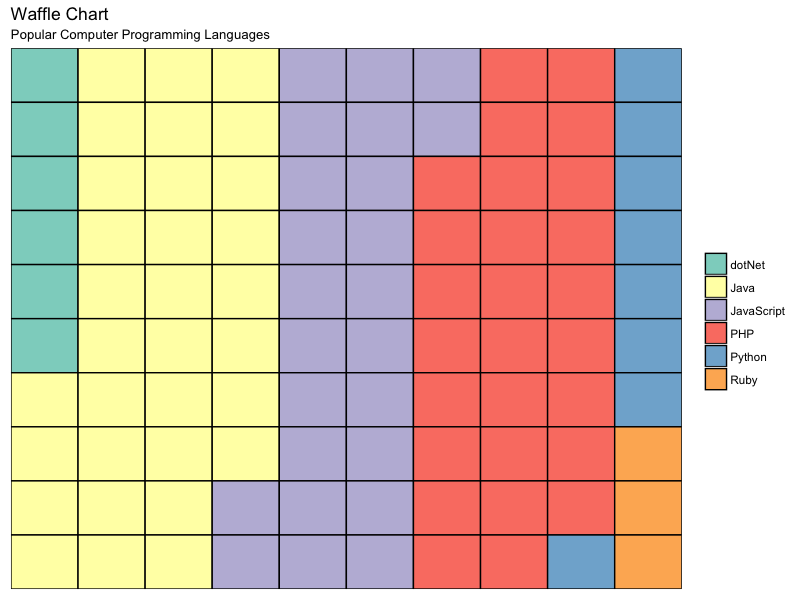 Waffle Chart
Popular Computer Programming Languages
dotNet
Java
JavaScript
PHP
Python
Ruby